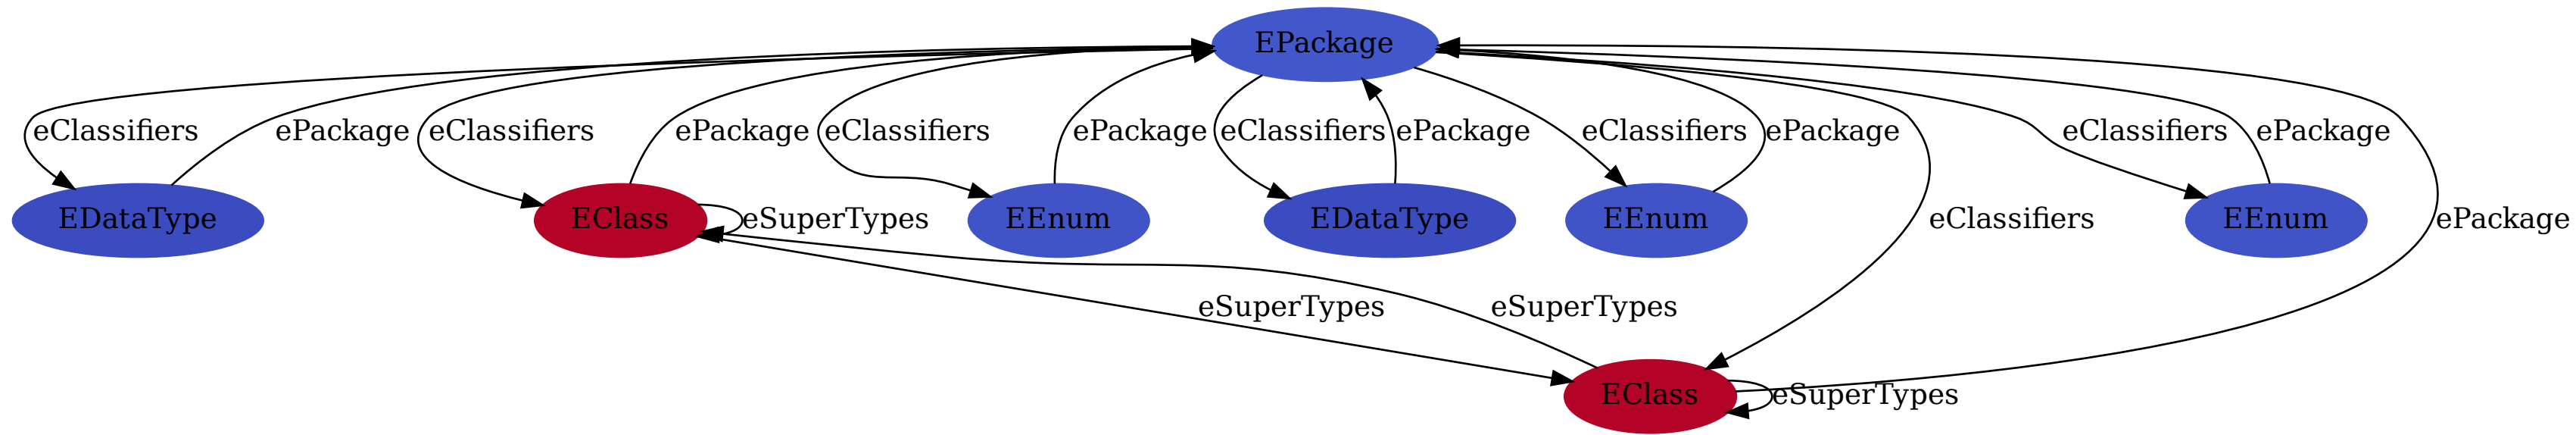 EPackage
eClassifiers
ePackage
eClassifiers
ePackage
eClassifiers
ePackage
eClassifiers
ePackage
eClassifiers
ePackage
eClassifiers
ePackage
EDataType
EClass
eSuperTypes
EEnum
EDataType
EEnum
eClassifiers
EEnum
ePackage
eSuperTypes
eSuperTypes
EClass
eSuperTypes